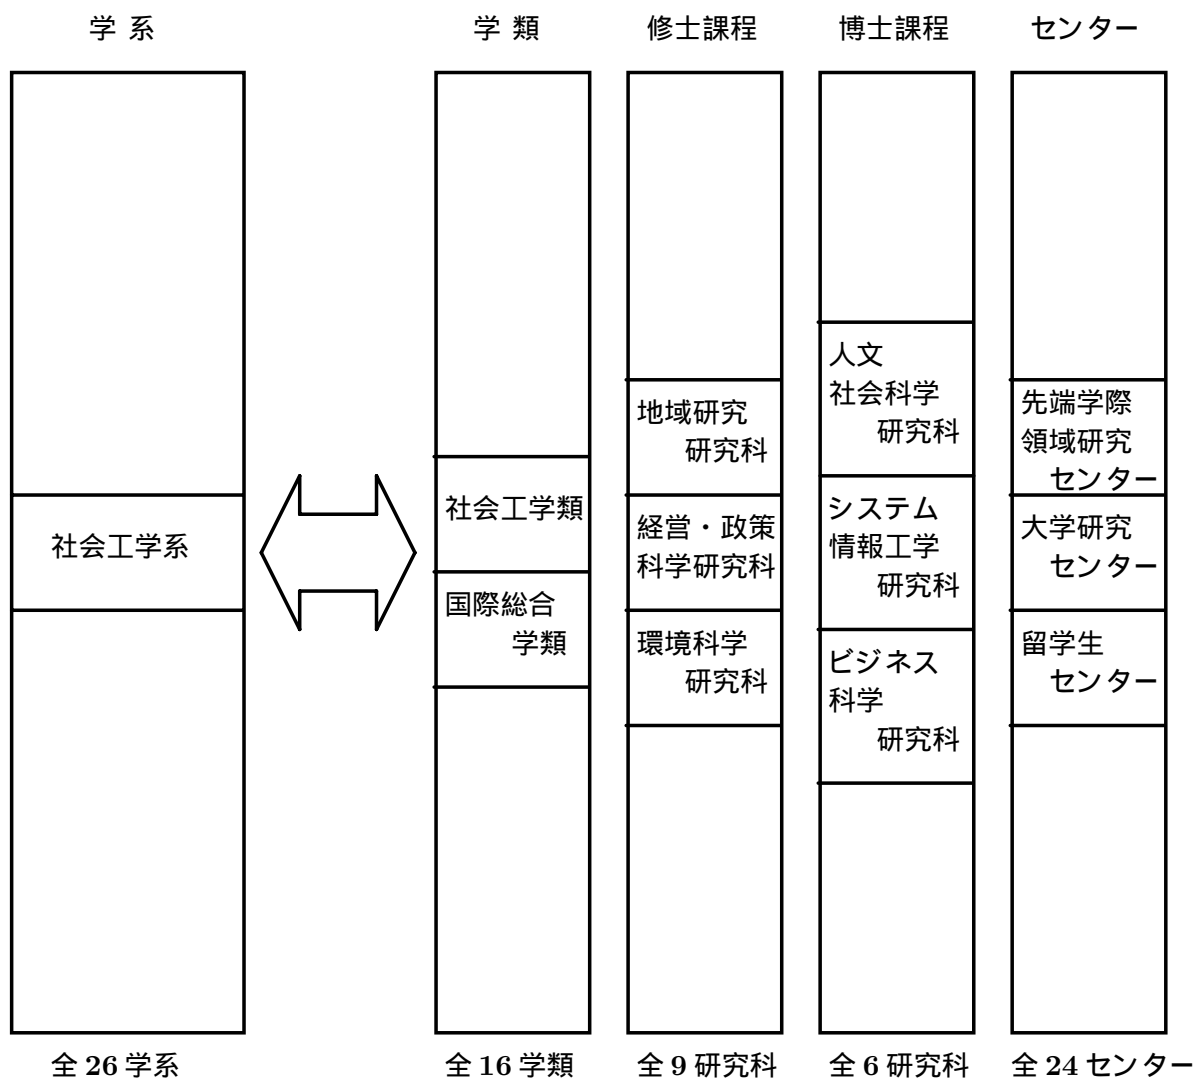 学 系
学 類
修士課程
博士課程
センター
社会工学系
社会工学類
国際総合
学類
地域研究
研究科
経営・政策
科学研究科
環境科学
研究科
人文
社会科学
研究科
システム
情報工学
研究科
ビジネス
科学
研究科
先端学際
領域研究
センター
大学研究
センター
留学生
センター
全 26 学系
全 16 学類
全 9 研究科
全 6 研究科
全 24 センター